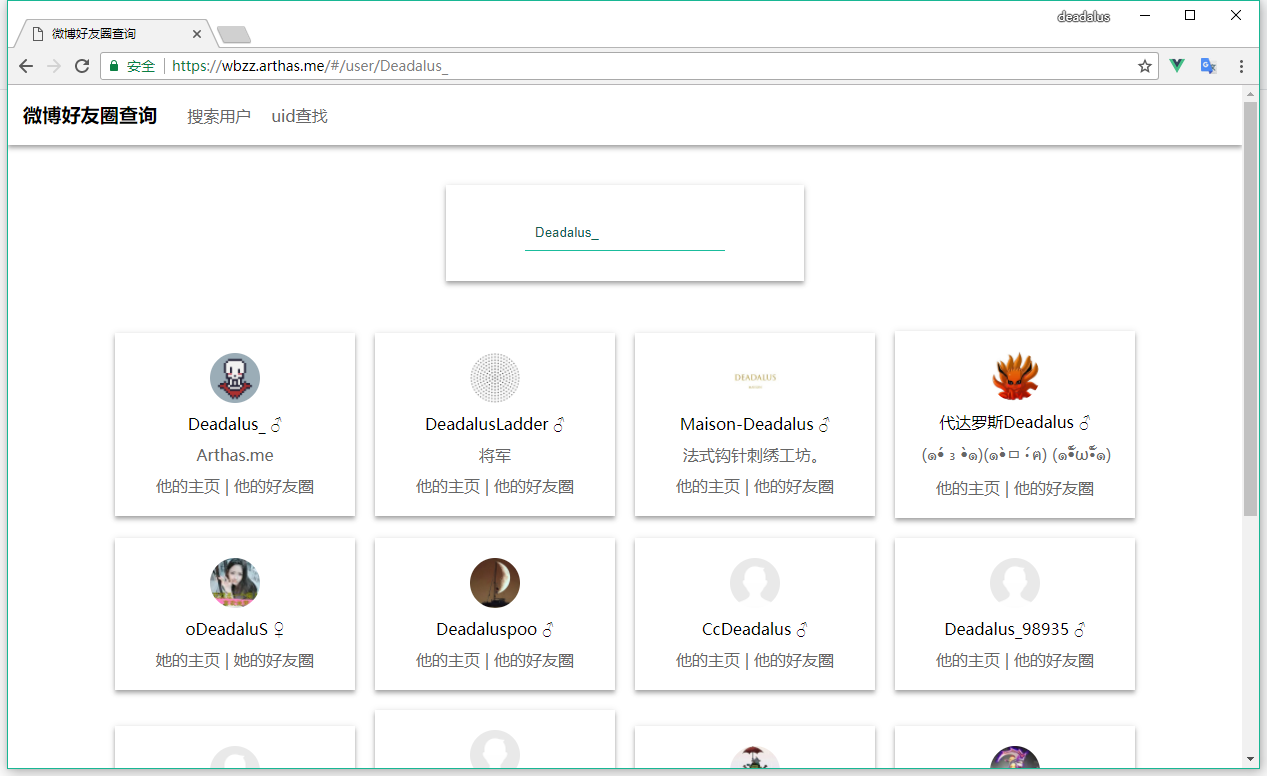 deadalus
微博好友圈查询
安全 https://wbzz.arthas.me/#/user/Deadalus_
微博好友圈查询 搜索用户 uid查找
Deadalus_
DEADALUS
Deadalus_ ♂ DeadalusLadder ♂ Maison-Deadalus ♂ 代达罗斯Deadalus ♂
Arthas.me 将军 法式钩针刺绣工坊。
他的主页 | 他的好友圈 他的主页 | 他的好友圈 他的主页 | 他的好友圈 他的主页 | 他的好友圈
oDeadaluS ♀ Deadaluspoo ♂ CcDeadalus ♂ Deadalus_98935 ♂
她的主页 | 她的好友圈 他的主页 | 他的好友圈 他的主页 | 他的好友圈 他的主页 | 他的好友圈